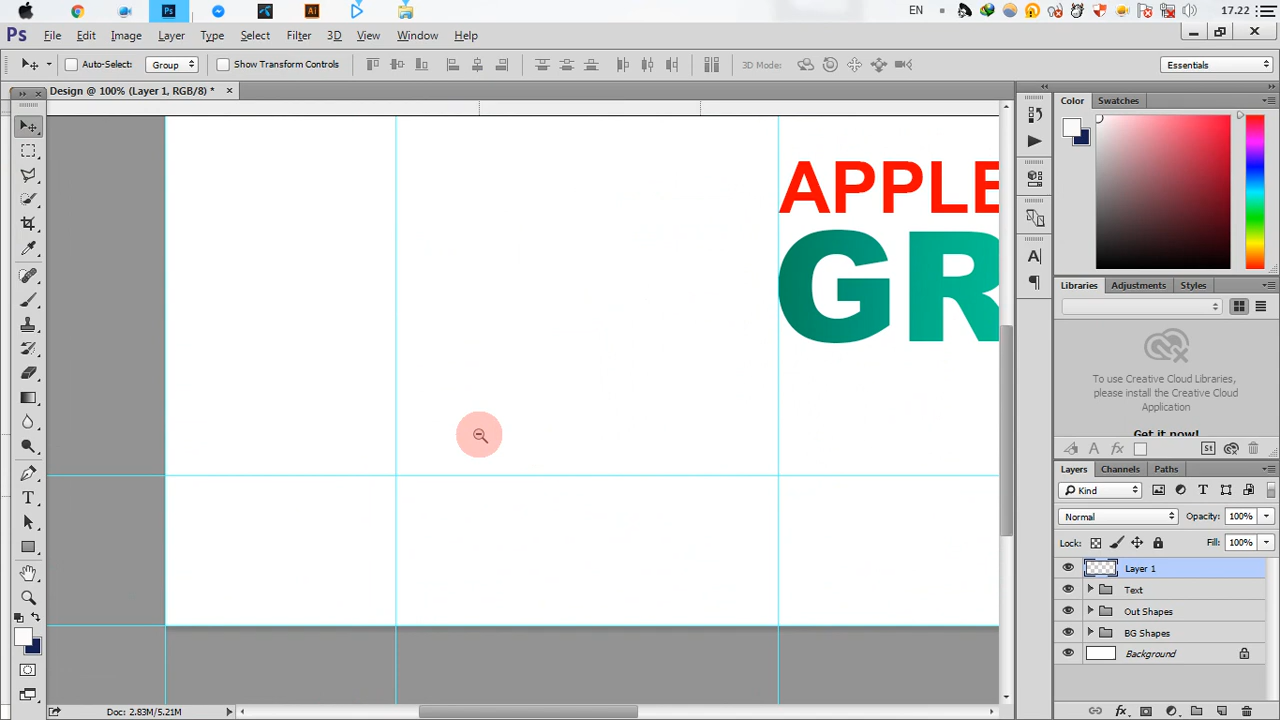 Ps Ai EN 17.22
Ps File Edit Image Layer Type Select Filter 3D View Window Help
Auto-Select: Group Show Transform Controls 3D Mode: Essentials
Design @ 100% (Layer 1, RGB/8) *
Color Swatches
APPLE
GR
Libraries Adjustments Styles
To use Creative Cloud Libraries,
please install the Creative Cloud
Application
Get it now!
St
Layers Channels Paths
Kind
Normal Opacity: 100%
Lock: Fill: 100%
Layer 1
Text
Out Shapes
BG Shapes
Background
Doc: 2.83M/5.21M